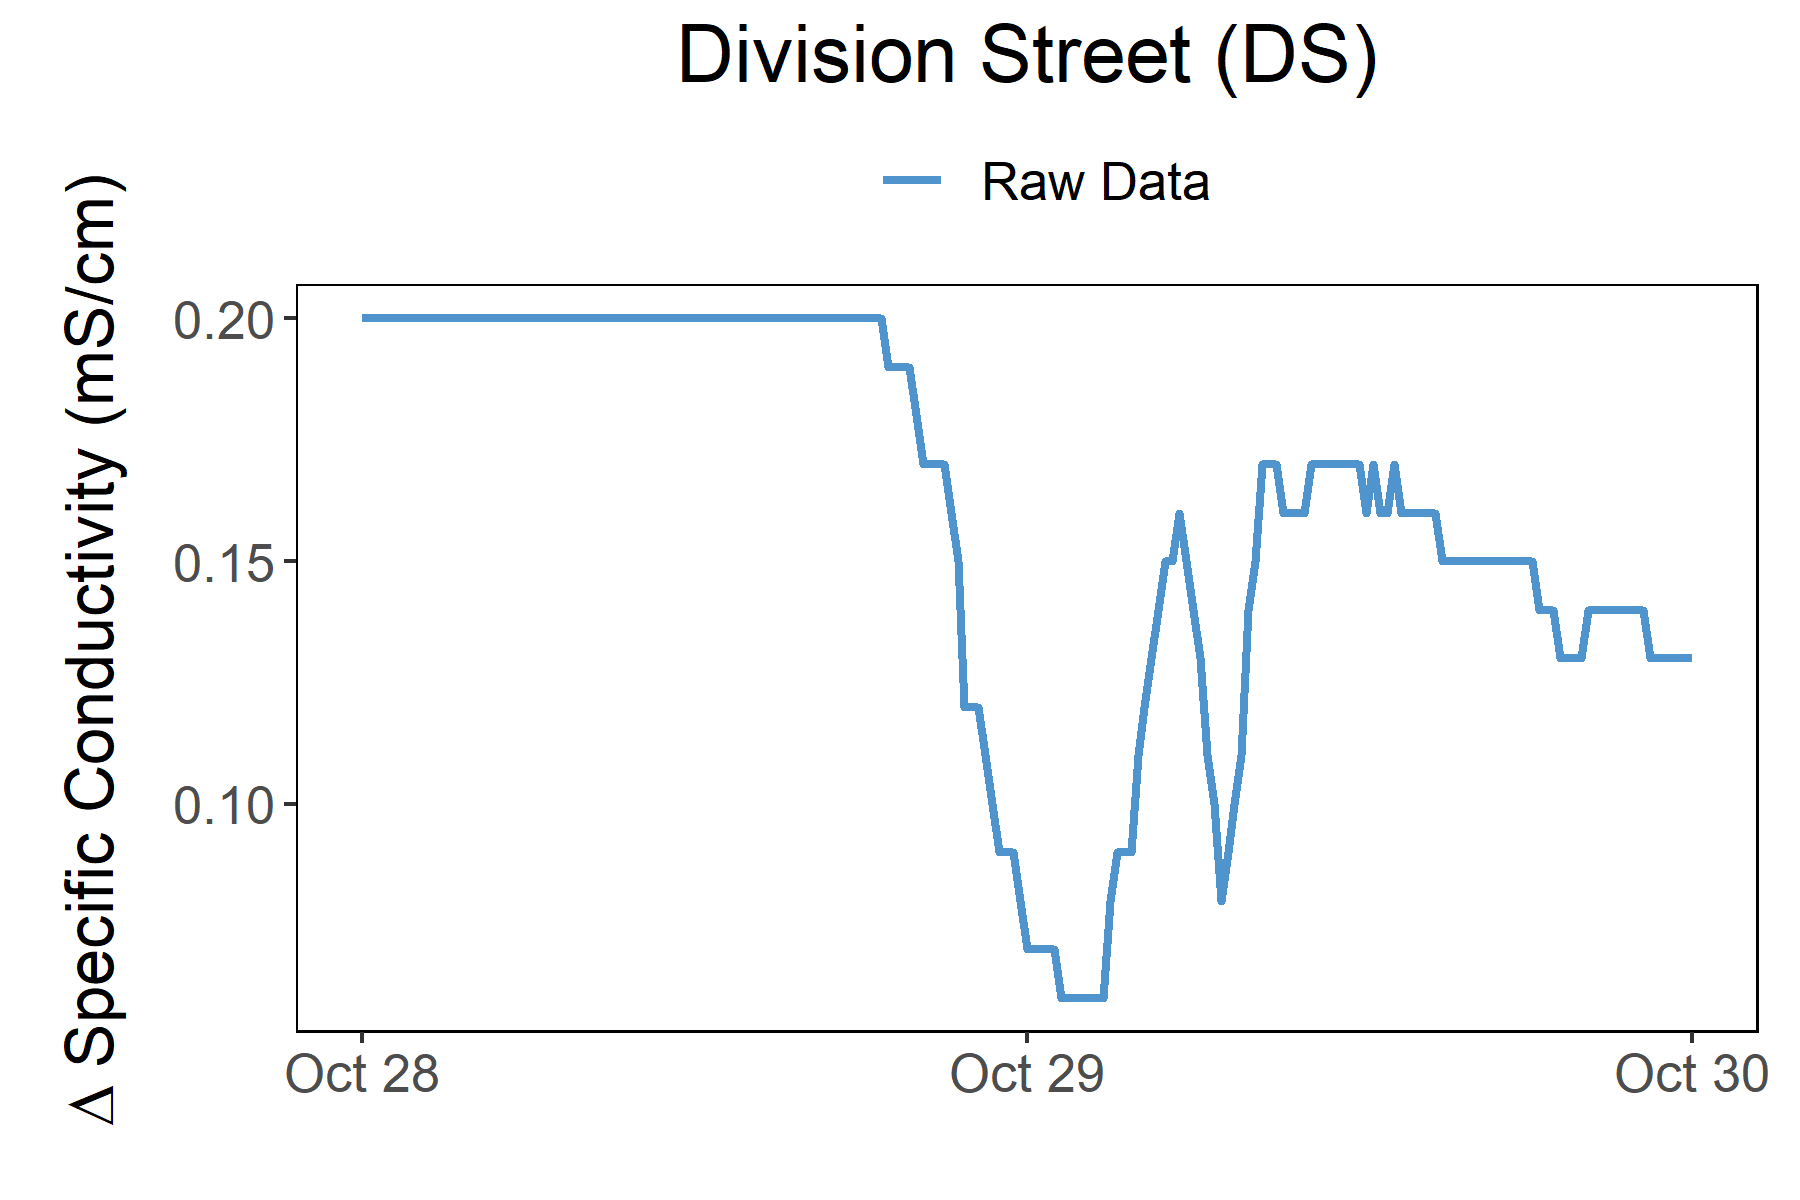 Division Street (DS)
Raw Data
Δ Specific Conductivity (mS/cm)
0.20
0.15
0.10
Oct 28
Oct 29
Oct 30